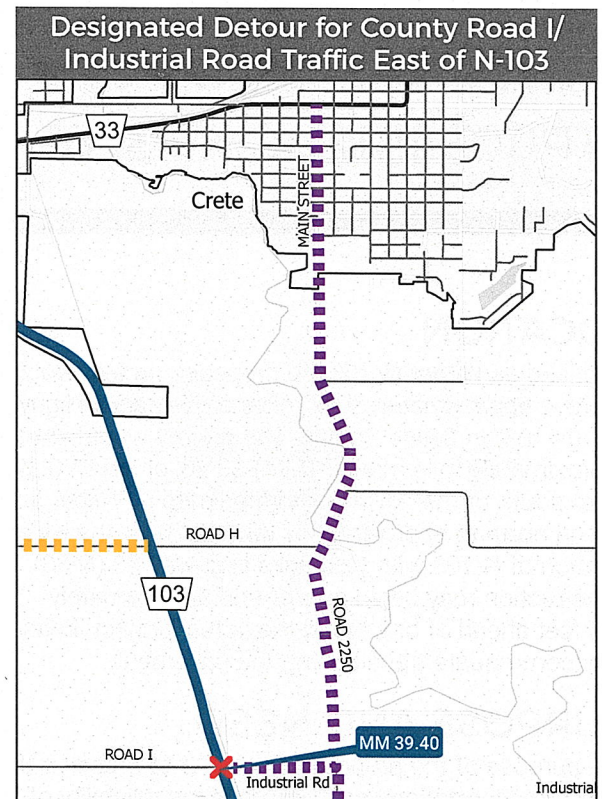 Designated Detour for County Road I/
Industrial Road Traffic East of N-103
33
MAIN STREET
Crete
ROAD H
103
ROAD 2250
MM 39.40
ROAD I
Industrial Rd
Industrial